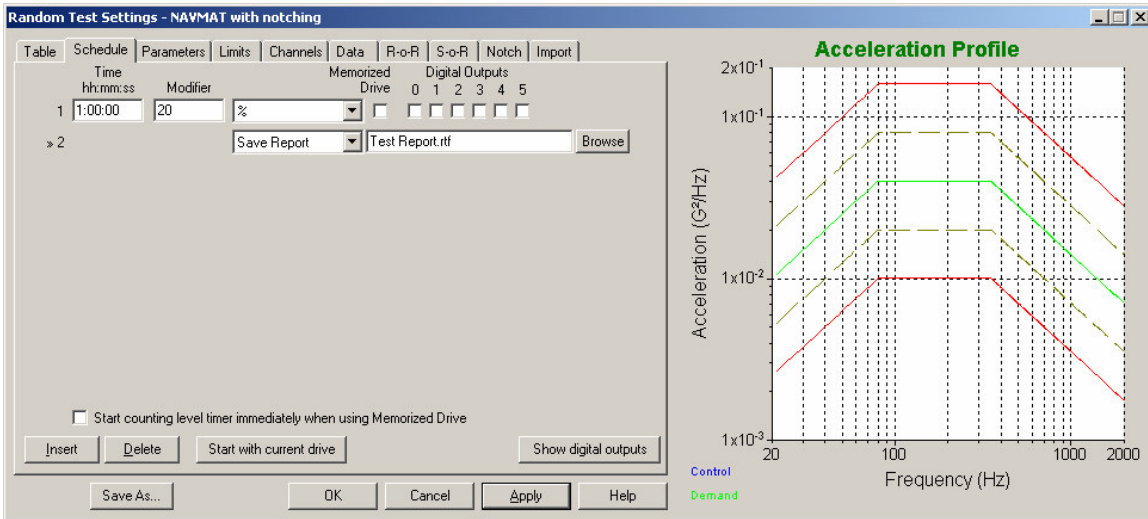 Random Test Settings - NAVMAT with notching
Table Schedule Parameters Limits Channels Data R-o-R S-o-R Notch Import
Time Memorized Digital Outputs
hh:mm:ss Modifier Drive 0 1 2 3 4 5
1 1:00:00 20 %
» 2 Save Report Test Report.rtf Browse
Start counting level timer immediately when using Memorized Drive
Insert Delete Start with current drive Show digital outputs
Save As... OK Cancel Apply Help
Acceleration Profile
2x10⁻¹
1x10⁻¹
1x10⁻²
1x10⁻³
Acceleration (G²/Hz)
20 100 1000 2000
Frequency (Hz)
Control
Demand